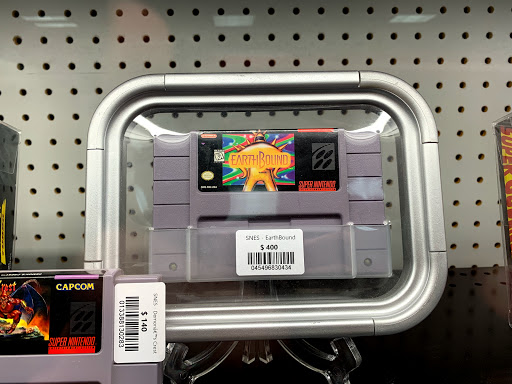 EARTHBOUND
SUPER NINTENDO
SNES - EarthBound
$ 400
045496830434
CAPCOM
SUPER NINTENDO
$ 140
013388130283